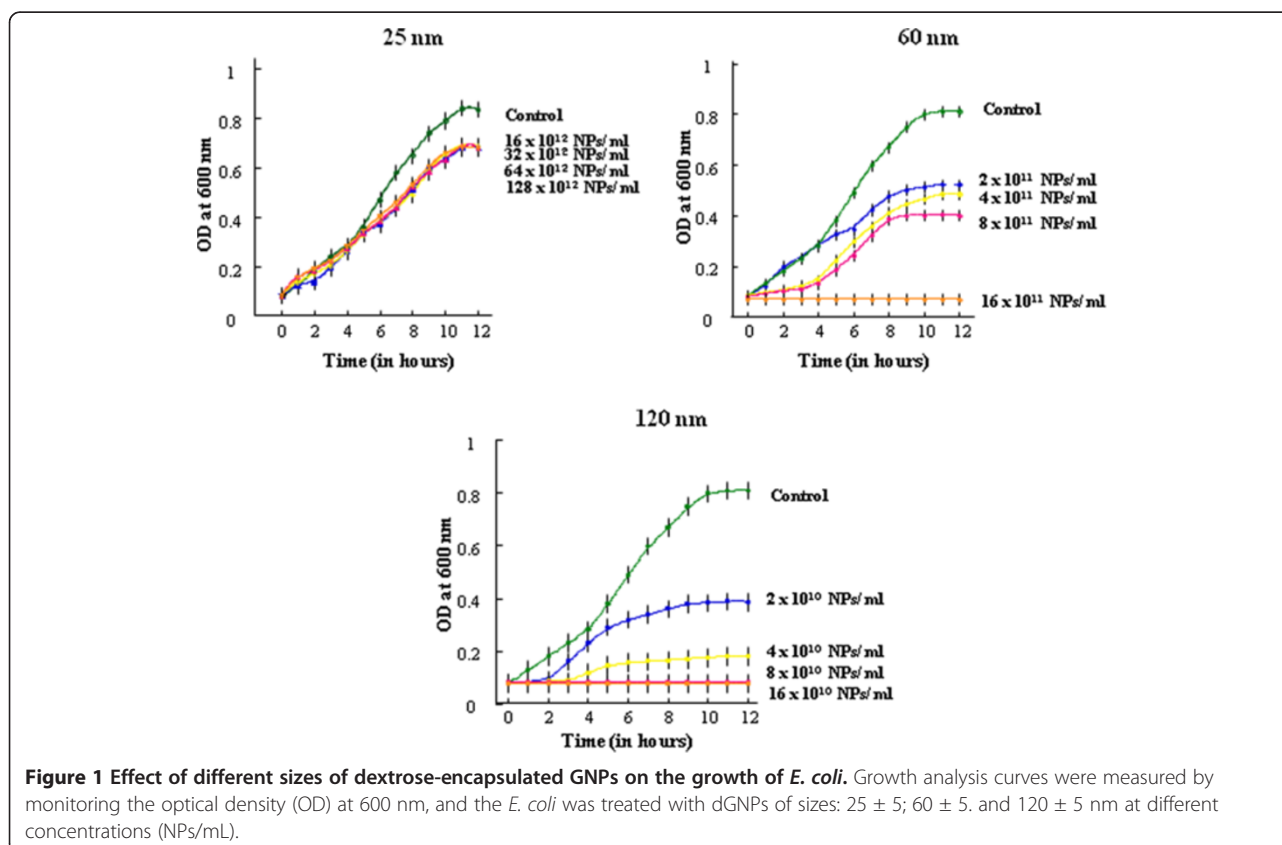 25 nm
1
0.8
0.6
0.4
0.2
0
OD at 600 nm
0 2 4 6 8 10 12
Time (in hours)
Control
16 x 10¹² NPs/ml
32 x 10¹² NPs/ml
64 x 10¹² NPs/ml
128 x 10¹² NPs/ml
60 nm
1
0.8
0.6
0.4
0.2
0
OD at 600 nm
0 2 4 6 8 10 12
Time (in hours)
Control
2 x 10¹¹ NPs/ml
4 x 10¹¹ NPs/ml
8 x 10¹¹ NPs/ml
16 x 10¹¹ NPs/ml
120 nm
1
0.8
0.6
0.4
0.2
0
OD at 600 nm
0 2 4 6 8 10 12
Time (in hours)
Control
2 x 10¹⁰ NPs/ml
4 x 10¹⁰ NPs/ml
8 x 10¹⁰ NPs/ml
16 x 10¹⁰ NPs/ml
Figure 1 Effect of different sizes of dextrose-encapsulated GNPs on the growth of E. coli. Growth analysis curves were measured by
monitoring the optical density (OD) at 600 nm, and the E. coli was treated with dGNPs of sizes: 25 ± 5; 60 ± 5. and 120 ± 5 nm at different
concentrations (NPs/mL).